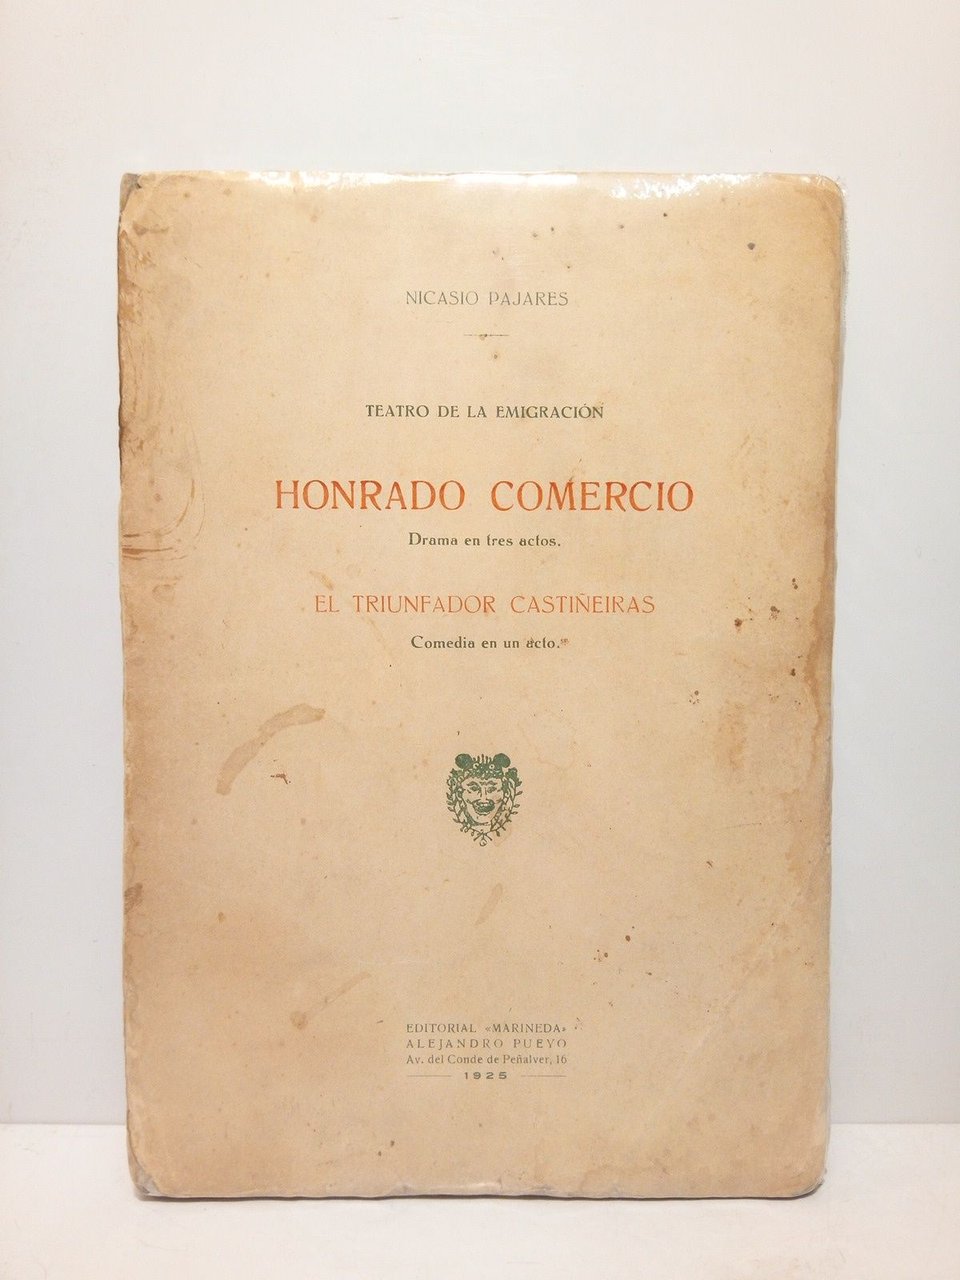 NICASIO PAJARES
TEATRO DE LA EMIGRACIÓN
HONRADO COMERCIO
Drama en tres actos.
EL TRIUNFADOR CASTIÑEIRAS
Comedia en un acto.
EDITORIAL «MARINEDA»
ALEJANDRO PUEYO
Av. del Conde de Peñalver, 16
1925